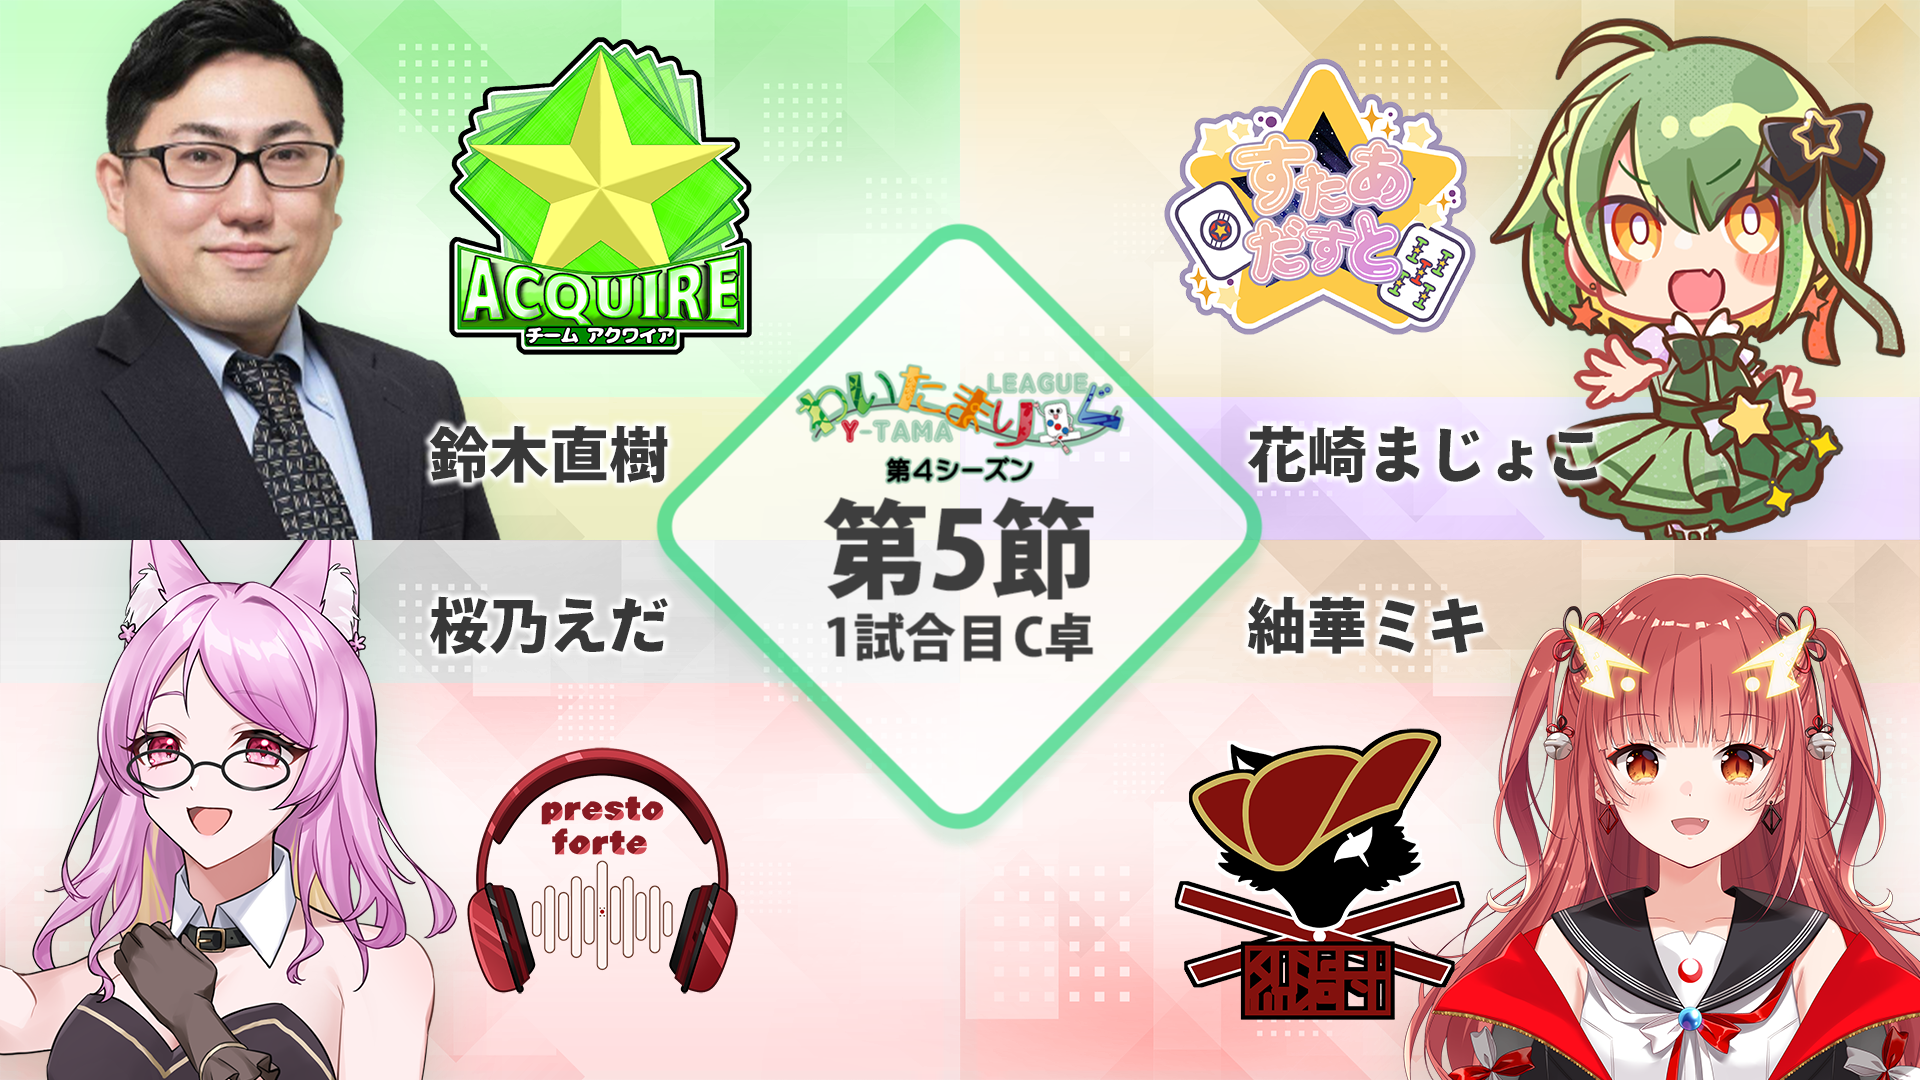 ACQUIRE
チーム アクワイア
鈴木直樹
すたあ
だすと
花崎まじょこ
わいたまりーぐ
LEAGUE
Y-TAMA
第4シーズン
第5節
1試合目 C卓
桜乃えだ
presto
forte
紬華ミキ